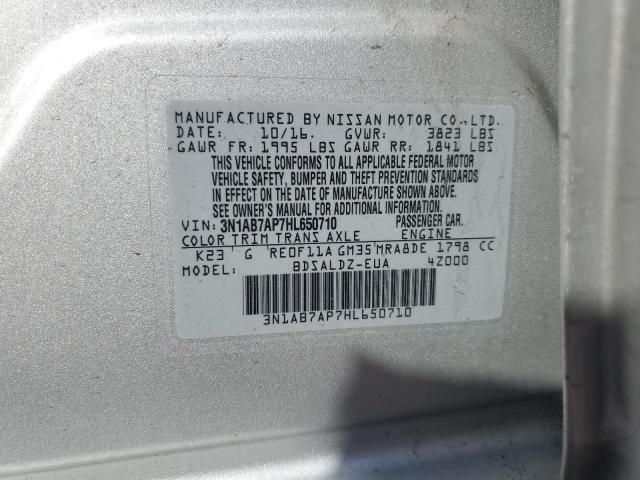 MANUFACTURED BY NISSAN MOTOR CO.,LTD.
DATE: 10/16. GVWR: 3823 LBS
GAWR FR: 1995 LBS GAWR RR: 1841 LBS
THIS VEHICLE CONFORMS TO ALL APPLICABLE FEDERAL MOTOR
VEHICLE SAFETY, BUMPER AND THEFT PREVENTION STANDARDS
IN EFFECT ON THE DATE OF MANUFACTURE SHOWN ABOVE.
SEE OWNER'S MANUAL FOR ADDITIONAL INFORMATION.
VIN: 3N1AB7AP7HL650710 PASSENGER CAR.
COLOR TRIM TRANS AXLE ENGINE
K23 G RE0F11A GM35 MRA8DE 1798 CC
MODEL: BDSALDZ-EUA 4Z000
3N1AB7AP7HL650710